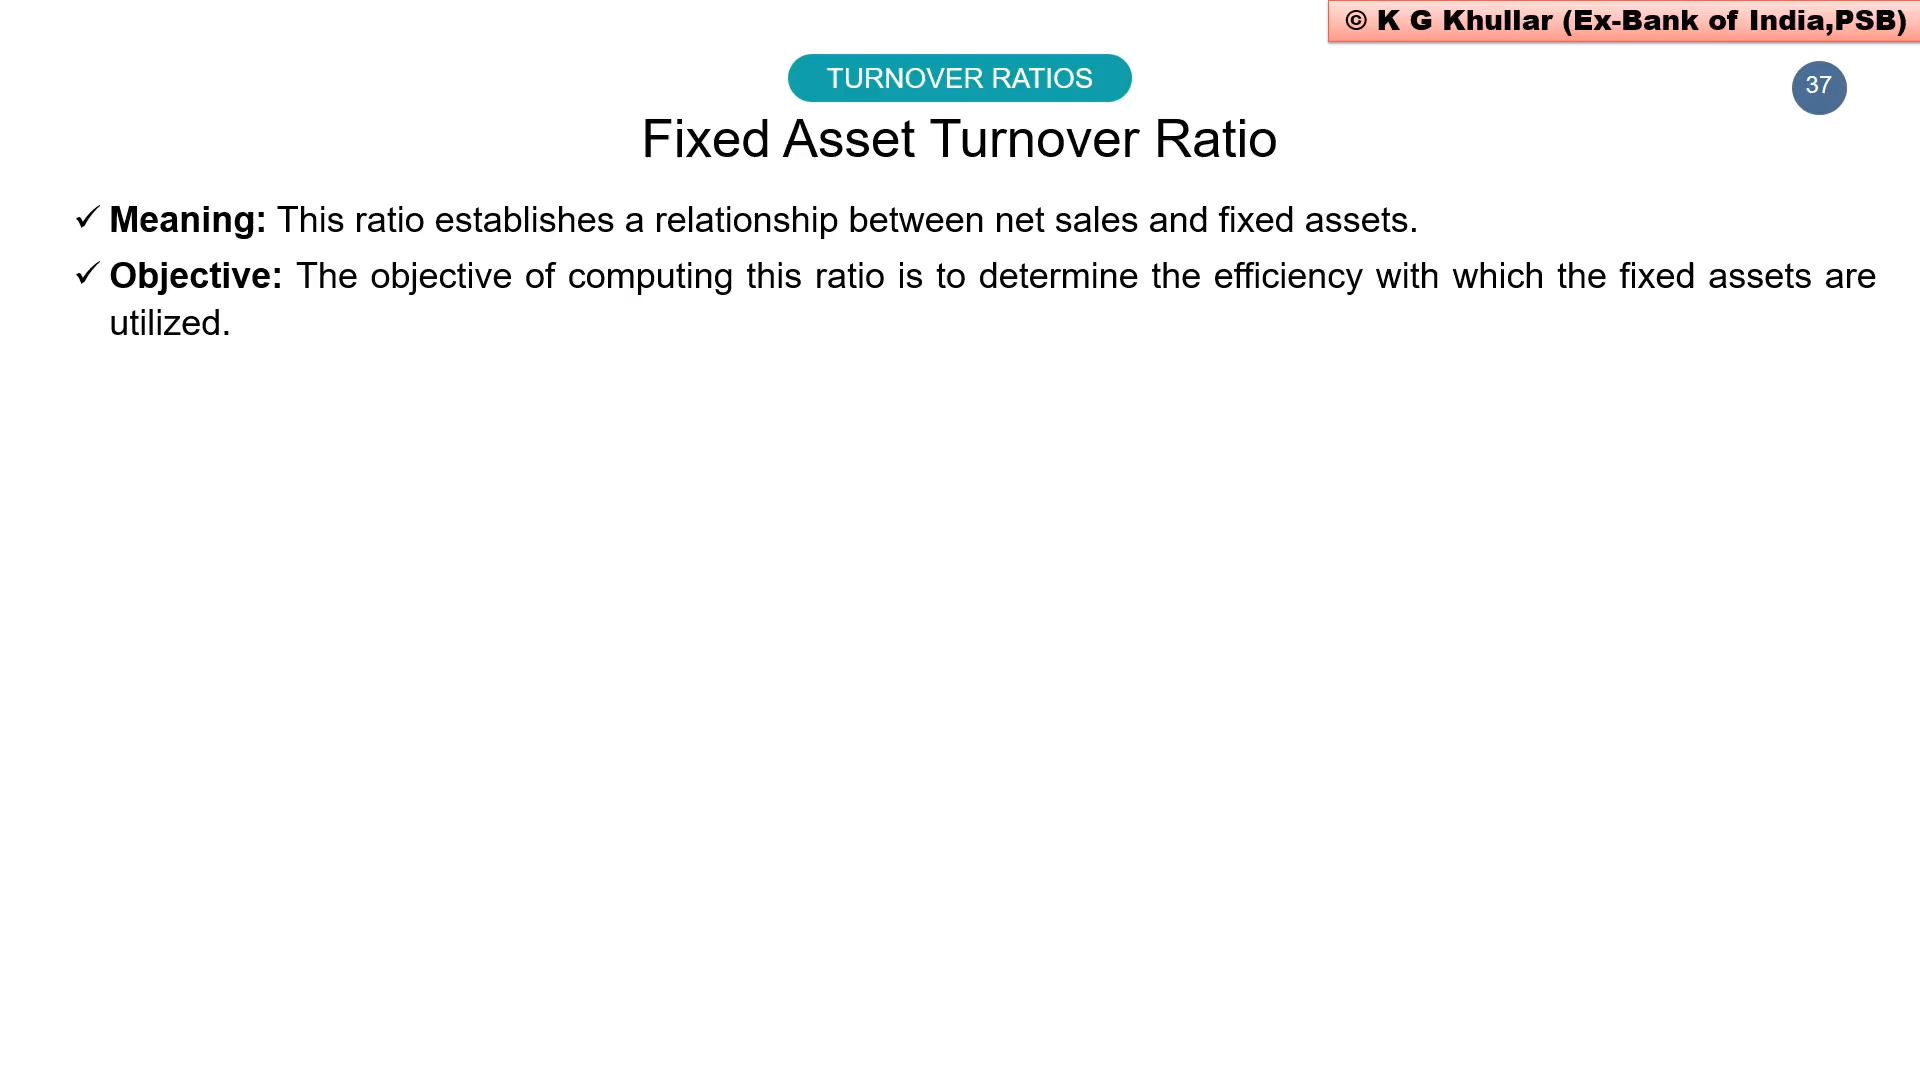 © K G Khullar (Ex-Bank of India,PSB)
TURNOVER RATIOS
37
Fixed Asset Turnover Ratio
✓ Meaning: This ratio establishes a relationship between net sales and fixed assets.
✓ Objective: The objective of computing this ratio is to determine the efficiency with which the fixed assets are
utilized.